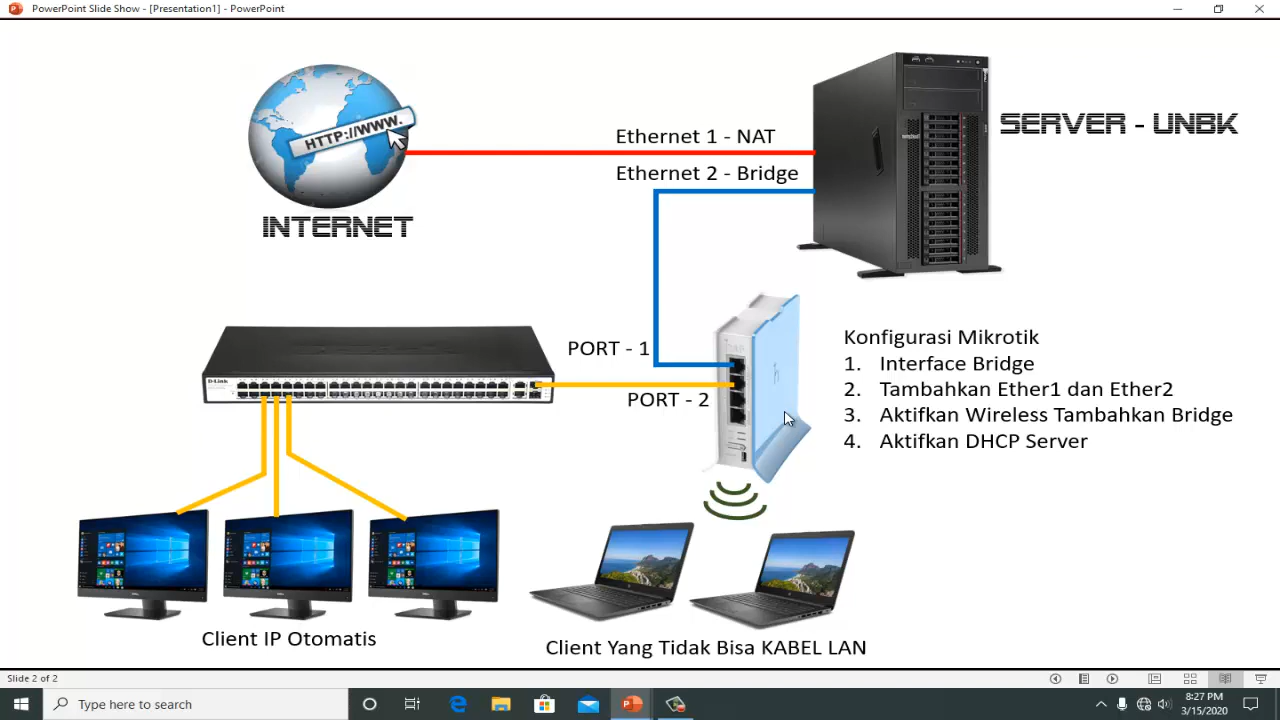 PowerPoint Slide Show - [Presentation1] - PowerPoint
HTTP://WWW.
INTERNET
Ethernet 1 - NAT
Ethernet 2 - Bridge
SERVER - UNBK
PORT - 1
PORT - 2
D-Link
Konfigurasi Mikrotik
1. Interface Bridge
2. Tambahkan Ether1 dan Ether2
3. Aktifkan Wireless Tambahkan Bridge
4. Aktifkan DHCP Server
Client IP Otomatis
Client Yang Tidak Bisa KABEL LAN
Slide 2 of 2
Type here to search
8:27 PM
3/15/2020